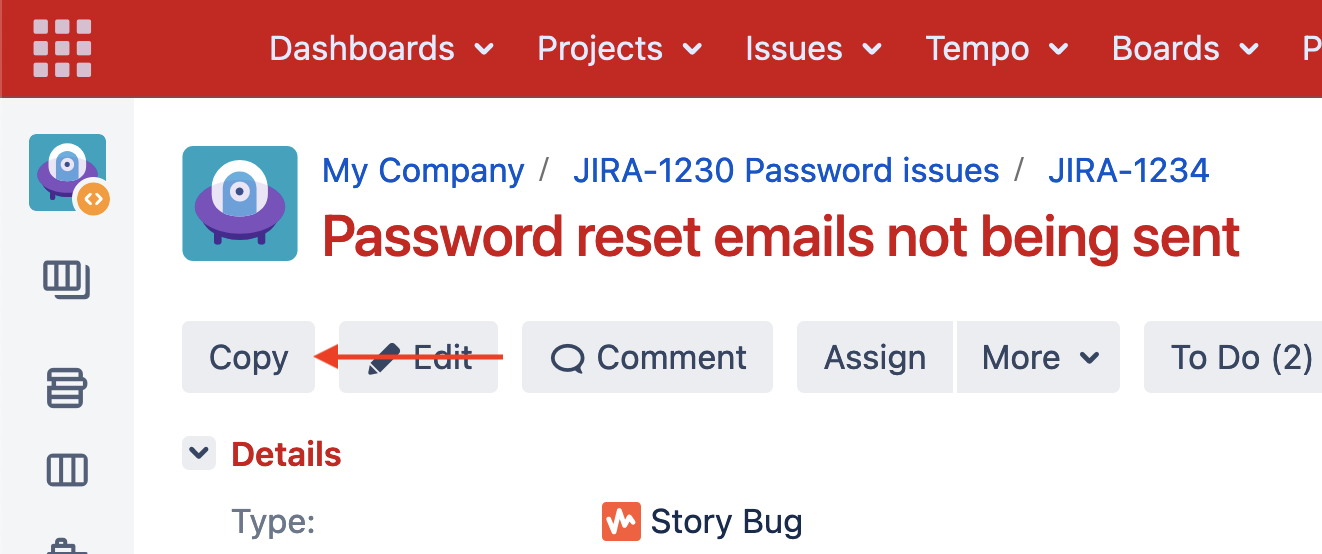 Dashboards Projects Issues Tempo Boards P
My Company / JIRA-1230 Password issues / JIRA-1234
Password reset emails not being sent
Copy Edit Comment Assign More To Do (2)
Details
Type: Story Bug